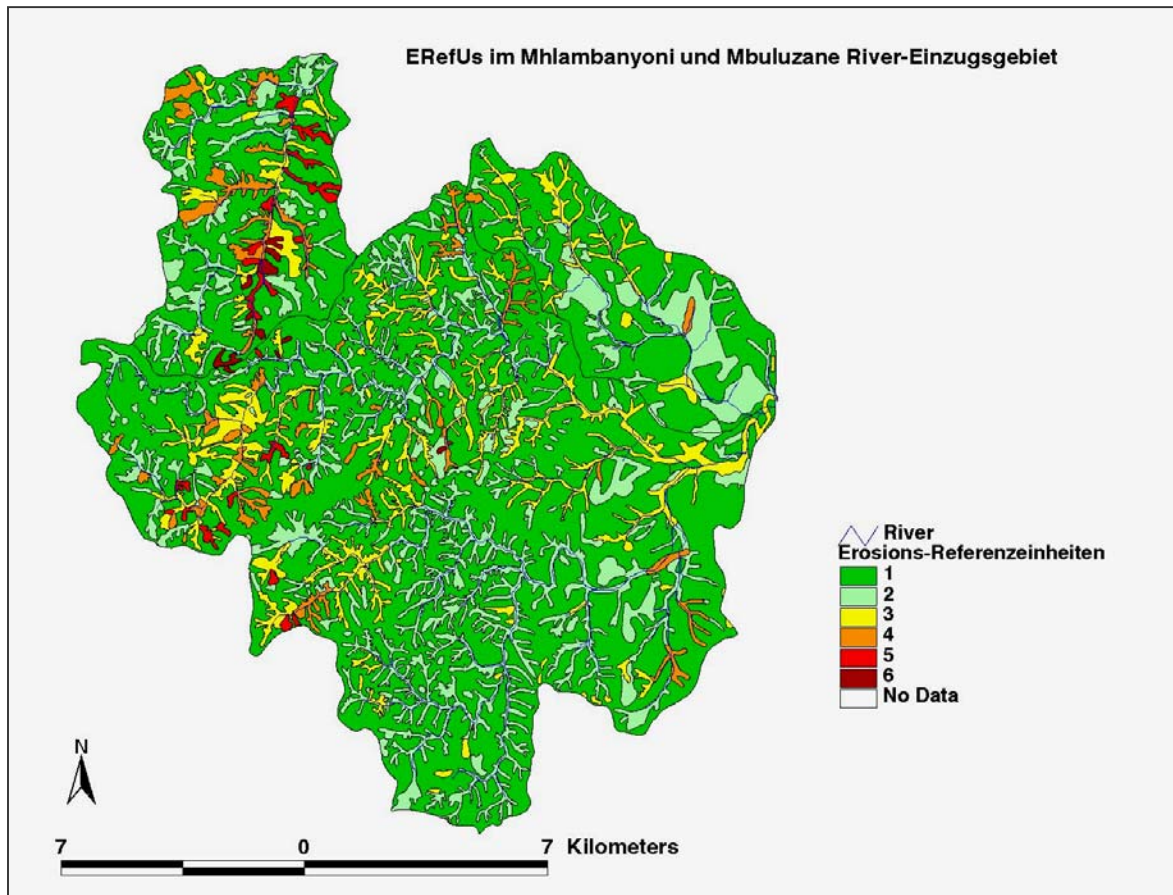 ERefUs im Mhlambanyoni und Mbuluzane River-Einzugsgebiet
River
Erosions-Referenzeinheiten
1
2
3
4
5
6
No Data
N
7 0 7 Kilometers